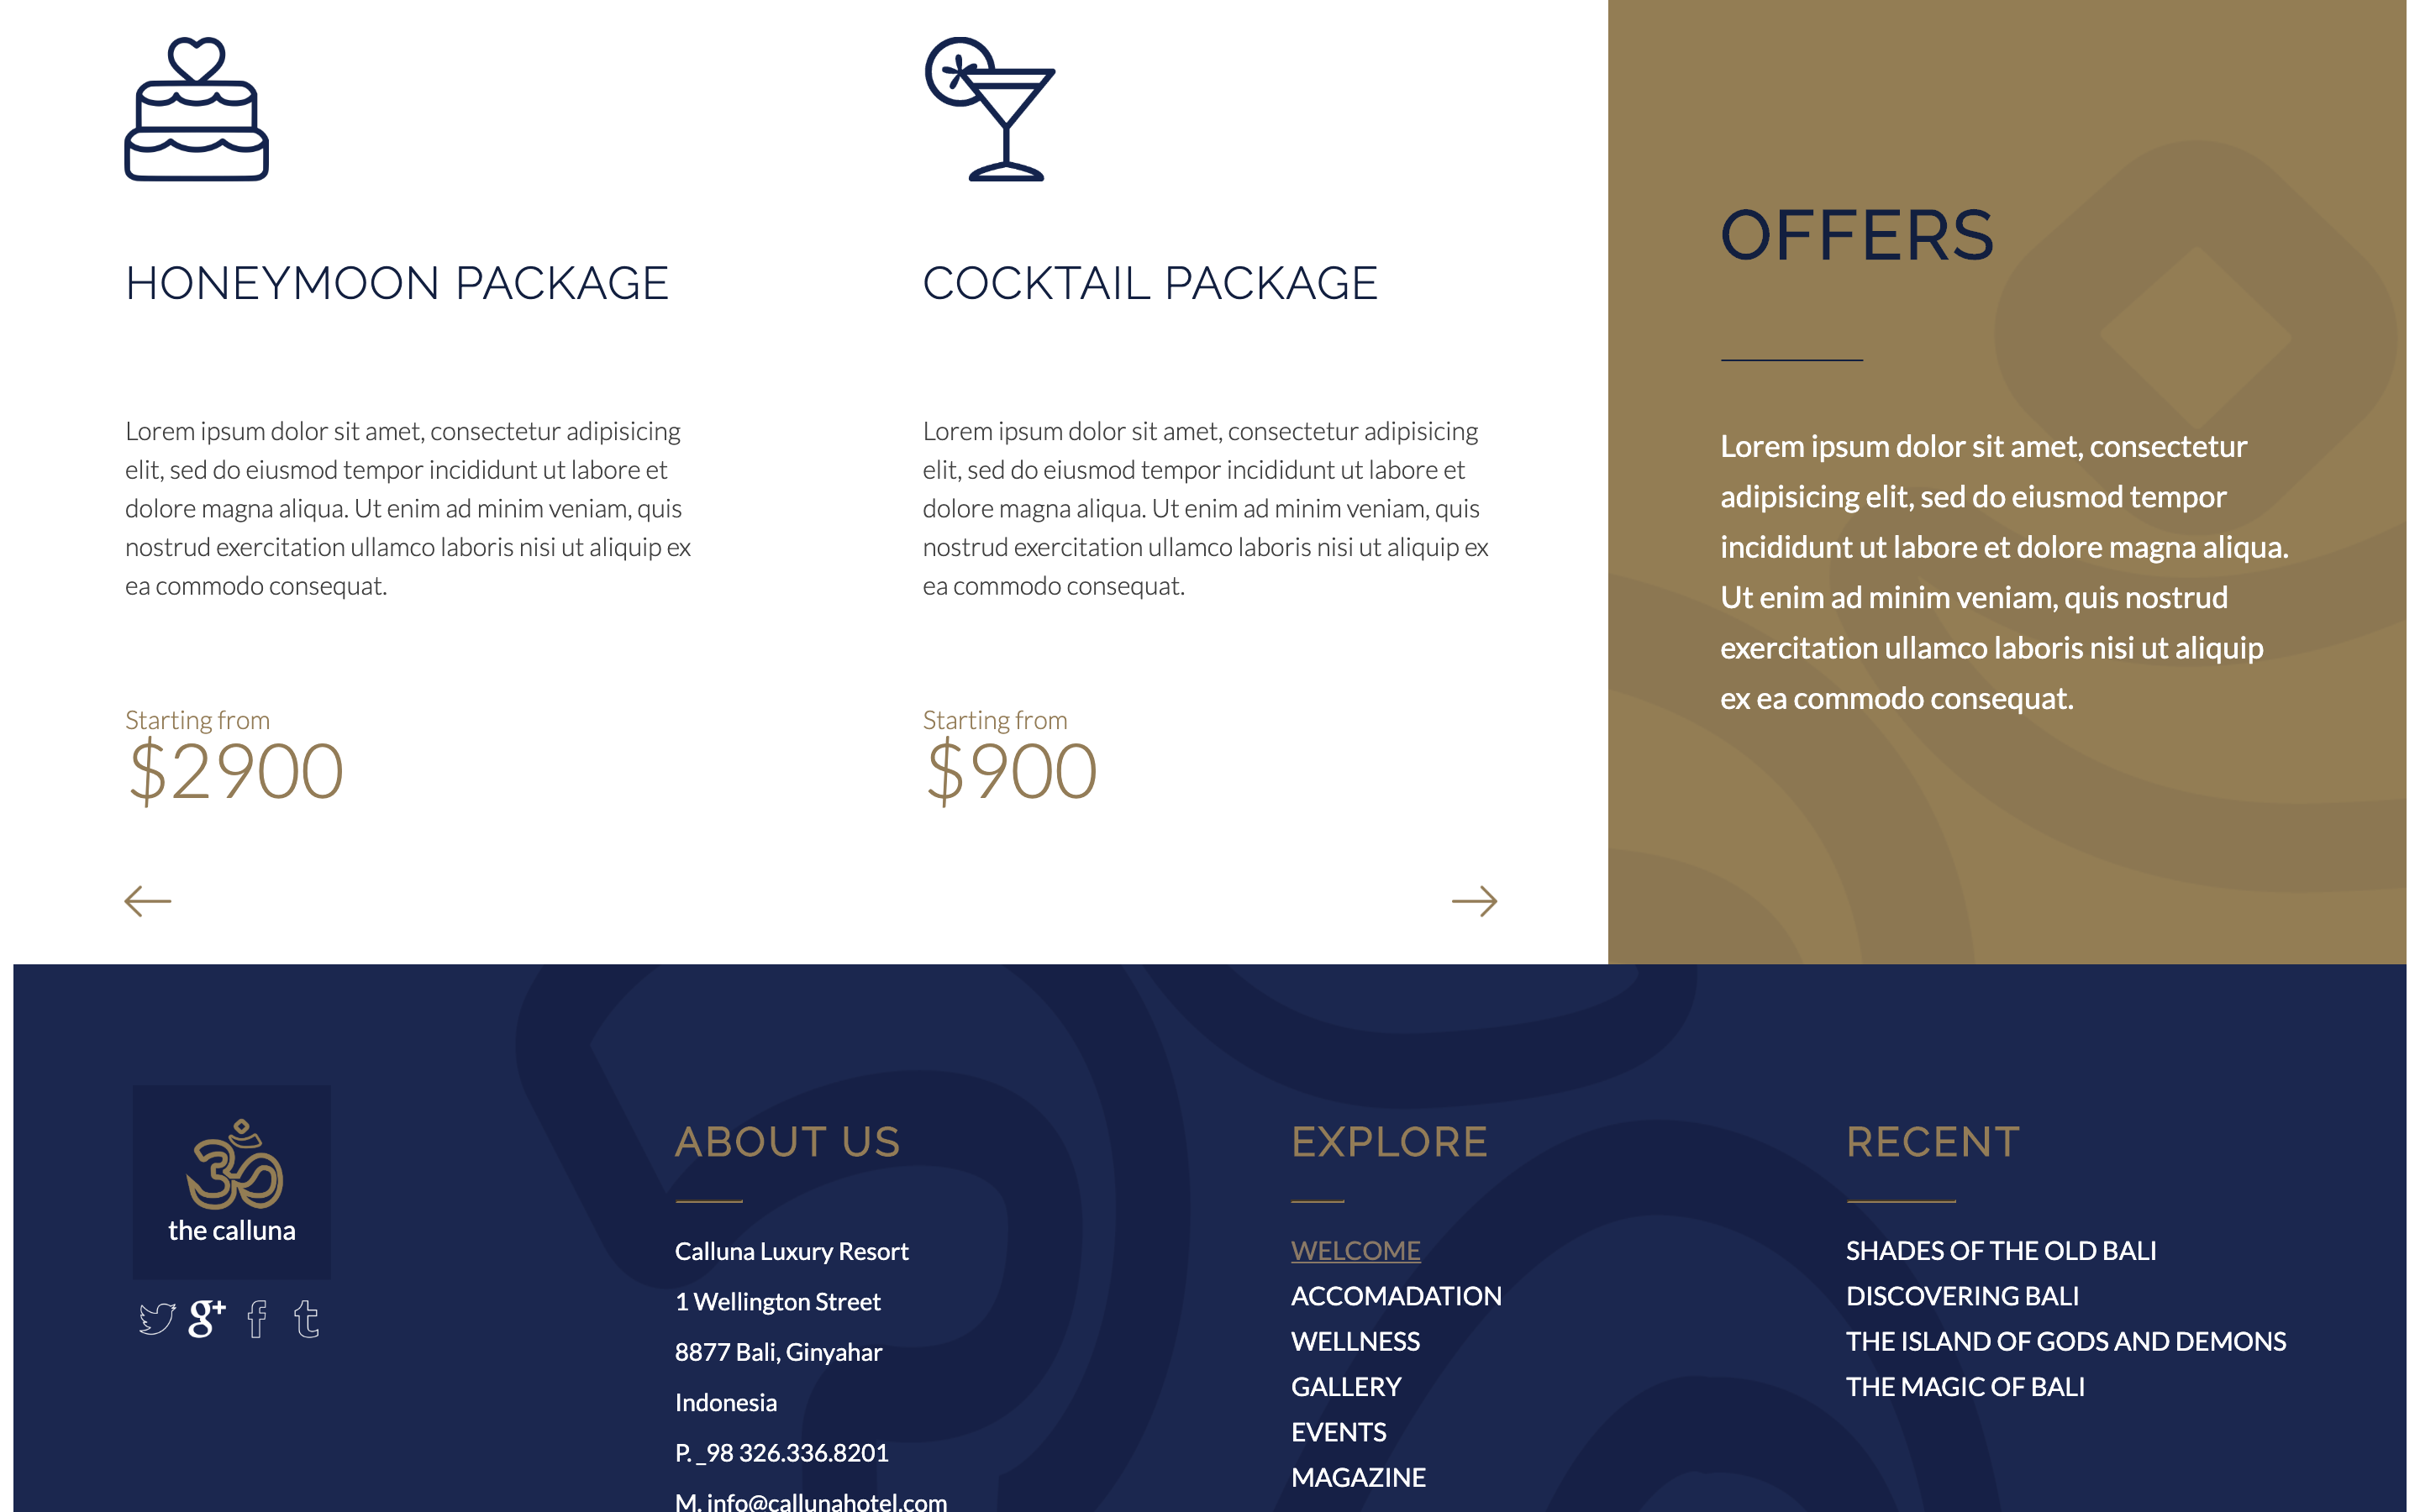 HONEYMOON PACKAGE
Lorem ipsum dolor sit amet, consectetur adipisicing
elit, sed do eiusmod tempor incididunt ut labore et
dolore magna aliqua. Ut enim ad minim veniam, quis
nostrud exercitation ullamco laboris nisi ut aliquip ex
ea commodo consequat.
Starting from
$2900
COCKTAIL PACKAGE
Lorem ipsum dolor sit amet, consectetur adipisicing
elit, sed do eiusmod tempor incididunt ut labore et
dolore magna aliqua. Ut enim ad minim veniam, quis
nostrud exercitation ullamco laboris nisi ut aliquip ex
ea commodo consequat.
Starting from
$900
OFFERS
Lorem ipsum dolor sit amet, consectetur
adipisicing elit, sed do eiusmod tempor
incididunt ut labore et dolore magna aliqua.
Ut enim ad minim veniam, quis nostrud
exercitation ullamco laboris nisi ut aliquip
ex ea commodo consequat.
ॐ
the calluna
g+ f t
ABOUT US
Calluna Luxury Resort
1 Wellington Street
8877 Bali, Ginyahar
Indonesia
P. _98 326.336.8201
M. info@callunahotel.com
EXPLORE
WELCOME
ACCOMADATION
WELLNESS
GALLERY
EVENTS
MAGAZINE
RECENT
SHADES OF THE OLD BALI
DISCOVERING BALI
THE ISLAND OF GODS AND DEMONS
THE MAGIC OF BALI